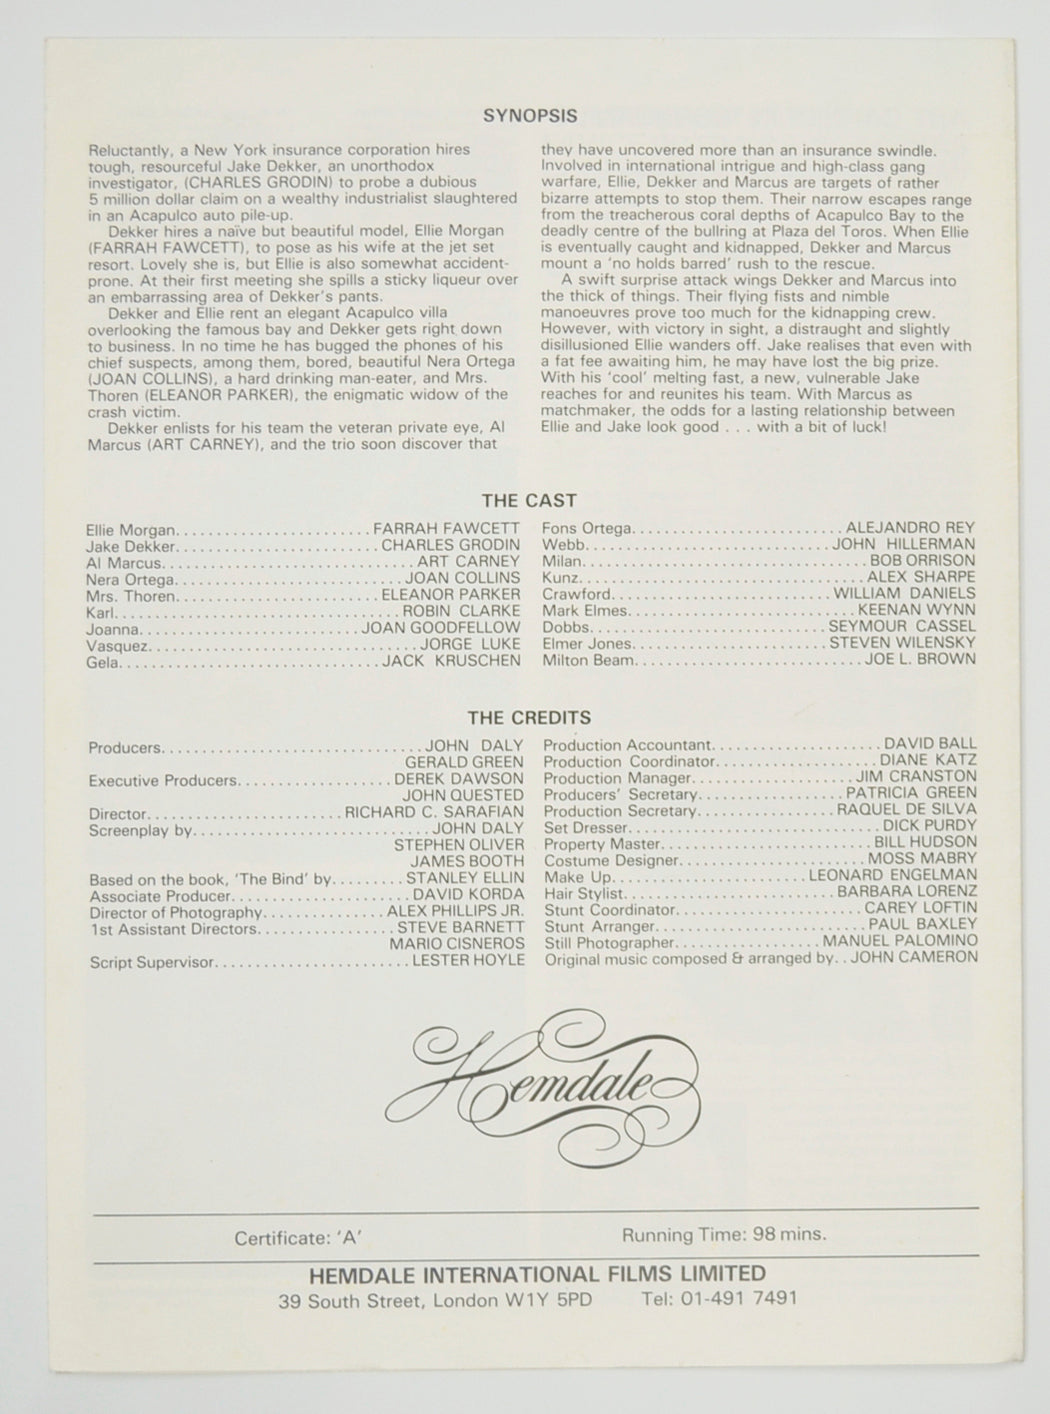 SYNOPSIS
Reluctantly, a New York insurance corporation hires
tough, resourceful Jake Dekker, an unorthodox
investigator, (CHARLES GRODIN) to probe a dubious
5 million dollar claim on a wealthy industrialist slaughtered
in an Acapulco auto pile-up.
Dekker hires a naïve but beautiful model, Ellie Morgan
(FARRAH FAWCETT), to pose as his wife at the jet set
resort. Lovely she is, but Ellie is also somewhat accident-
prone. At their first meeting she spills a sticky liqueur over
an embarrassing area of Dekker's pants.
Dekker and Ellie rent an elegant Acapulco villa
overlooking the famous bay and Dekker gets right down
to business. In no time he has bugged the phones of his
chief suspects, among them, bored, beautiful Nera Ortega
(JOAN COLLINS), a hard drinking man-eater, and Mrs.
Thoren (ELEANOR PARKER), the enigmatic widow of the
crash victim.
Dekker enlists for his team the veteran private eye, Al
Marcus (ART CARNEY), and the trio soon discover that
they have uncovered more than an insurance swindle.
Involved in international intrigue and high-class gang
warfare, Ellie, Dekker and Marcus are targets of rather
bizarre attempts to stop them. Their narrow escapes range
from the treacherous coral depths of Acapulco Bay to the
deadly centre of the bullring at Plaza del Toros. When Ellie
is eventually caught and kidnapped, Dekker and Marcus
mount a 'no holds barred' rush to the rescue.
A swift surprise attack wings Dekker and Marcus into
the thick of things. Their flying fists and nimble
manoeuvres prove too much for the kidnapping crew.
However, with victory in sight, a distraught and slightly
disillusioned Ellie wanders off. Jake realises that even with
a fat fee awaiting him, he may have lost the big prize.
With his 'cool' melting fast, a new, vulnerable Jake
reaches for and reunites his team. With Marcus as
matchmaker, the odds for a lasting relationship between
Ellie and Jake look good . . . with a bit of luck!
THE CAST
Ellie Morgan........................FARRAH FAWCETT
Jake Dekker.........................CHARLES GRODIN
Al Marcus...............................ART CARNEY
Nera Ortega............................JOAN COLLINS
Mrs. Thoren.........................ELEANOR PARKER
Karl...................................ROBIN CLARKE
Joanna...........................JOAN GOODFELLOW
Vasquez................................JORGE LUKE
Gela................................JACK KRUSCHEN
Fons Ortega.........................ALEJANDRO REY
Webb..............................JOHN HILLERMAN
Milan...................................BOB ORRISON
Kunz...................................ALEX SHARPE
Crawford............................WILLIAM DANIELS
Mark Elmes...........................KEENAN WYNN
Dobbs............................SEYMOUR CASSEL
Elmer Jones........................STEVEN WILENSKY
Milton Beam...........................JOE L. BROWN
THE CREDITS
Producers...............................JOHN DALY
GERALD GREEN
Executive Producers..................DEREK DAWSON
JOHN QUESTED
Director........................RICHARD C. SARAFIAN
Screenplay by............................JOHN DALY
STEPHEN OLIVER
JAMES BOOTH
Based on the book, 'The Bind' by.........STANLEY ELLIN
Associate Producer......................DAVID KORDA
Director of Photography..............ALEX PHILLIPS JR.
1st Assistant Directors.................STEVE BARNETT
MARIO CISNEROS
Script Supervisor........................LESTER HOYLE
Production Accountant....................DAVID BALL
Production Coordinator...................DIANE KATZ
Production Manager....................JIM CRANSTON
Producers' Secretary..................PATRICIA GREEN
Production Secretary.................RAQUEL DE SILVA
Set Dresser..............................DICK PURDY
Property Master..........................BILL HUDSON
Costume Designer.......................MOSS MABRY
Make Up.........................LEONARD ENGELMAN
Hair Stylist..........................BARBARA LORENZ
Stunt Coordinator.......................CAREY LOFTIN
Stunt Arranger..........................PAUL BAXLEY
Still Photographer..................MANUEL PALOMINO
Original music composed & arranged by..JOHN CAMERON
Hemdale
Certificate: 'A'
Running Time: 98 mins.
HEMDALE INTERNATIONAL FILMS LIMITED
39 South Street, London W1Y 5PD Tel: 01-491 7491